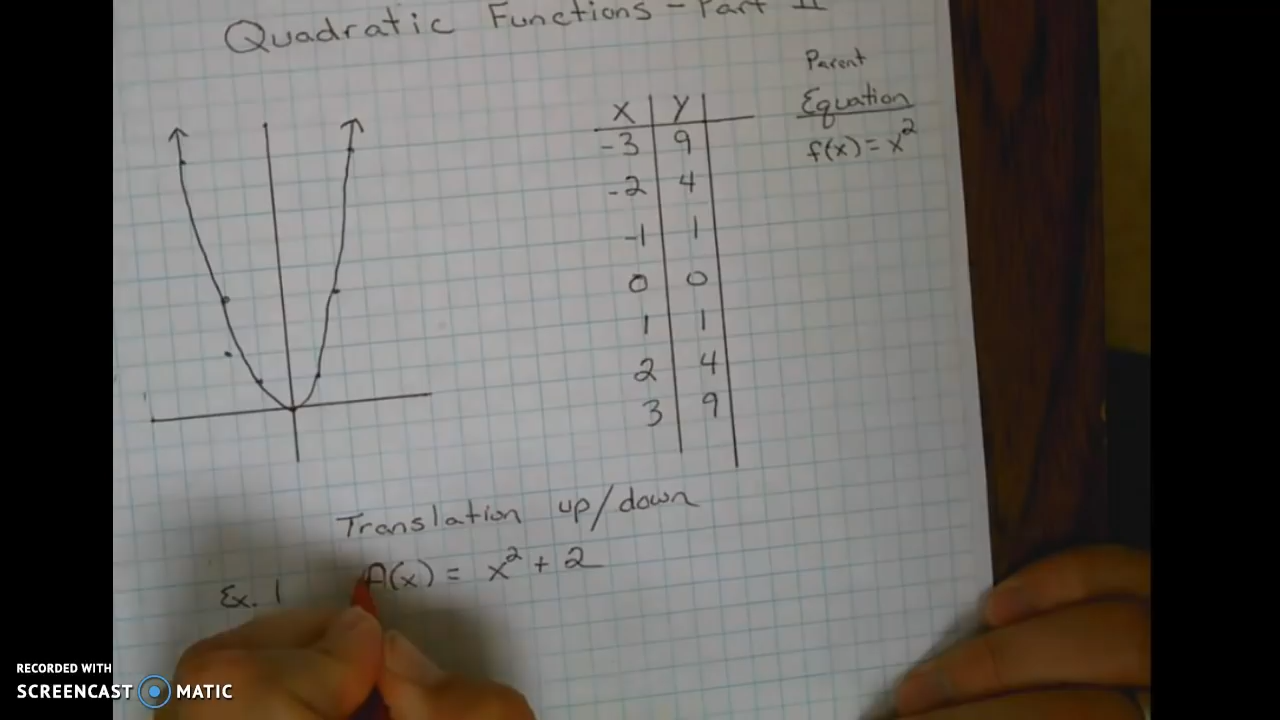 Quadratic Functions - Part II
Parent
Equation
f(x) = x²
X Y
-3 9
-2 4
-1 1
0 0
1 1
2 4
3 9
Translation up/down
Ex. 1 A(x) = x² + 2
RECORDED WITH
SCREENCAST MATIC